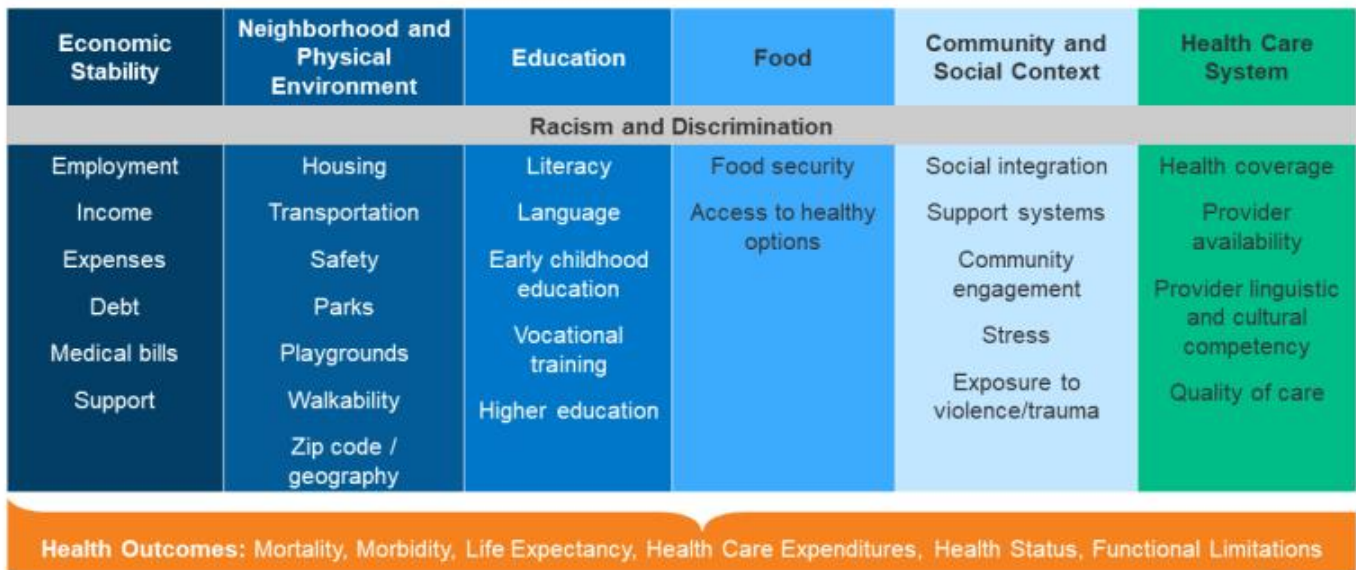 Economic
Stability
Neighborhood and
Physical
Environment
Education
Food
Community and
Social Context
Health Care
System
Racism and Discrimination
Employment
Income
Expenses
Debt
Medical bills
Support
Housing
Transportation
Safety
Parks
Playgrounds
Walkability
Zip code /
geography
Literacy
Language
Early childhood
education
Vocational
training
Higher education
Food security
Access to healthy
options
Social integration
Support systems
Community
engagement
Stress
Exposure to
violence/trauma
Health coverage
Provider
availability
Provider linguistic
and cultural
competency
Quality of care
Health Outcomes: Mortality, Morbidity, Life Expectancy, Health Care Expenditures, Health Status, Functional Limitations